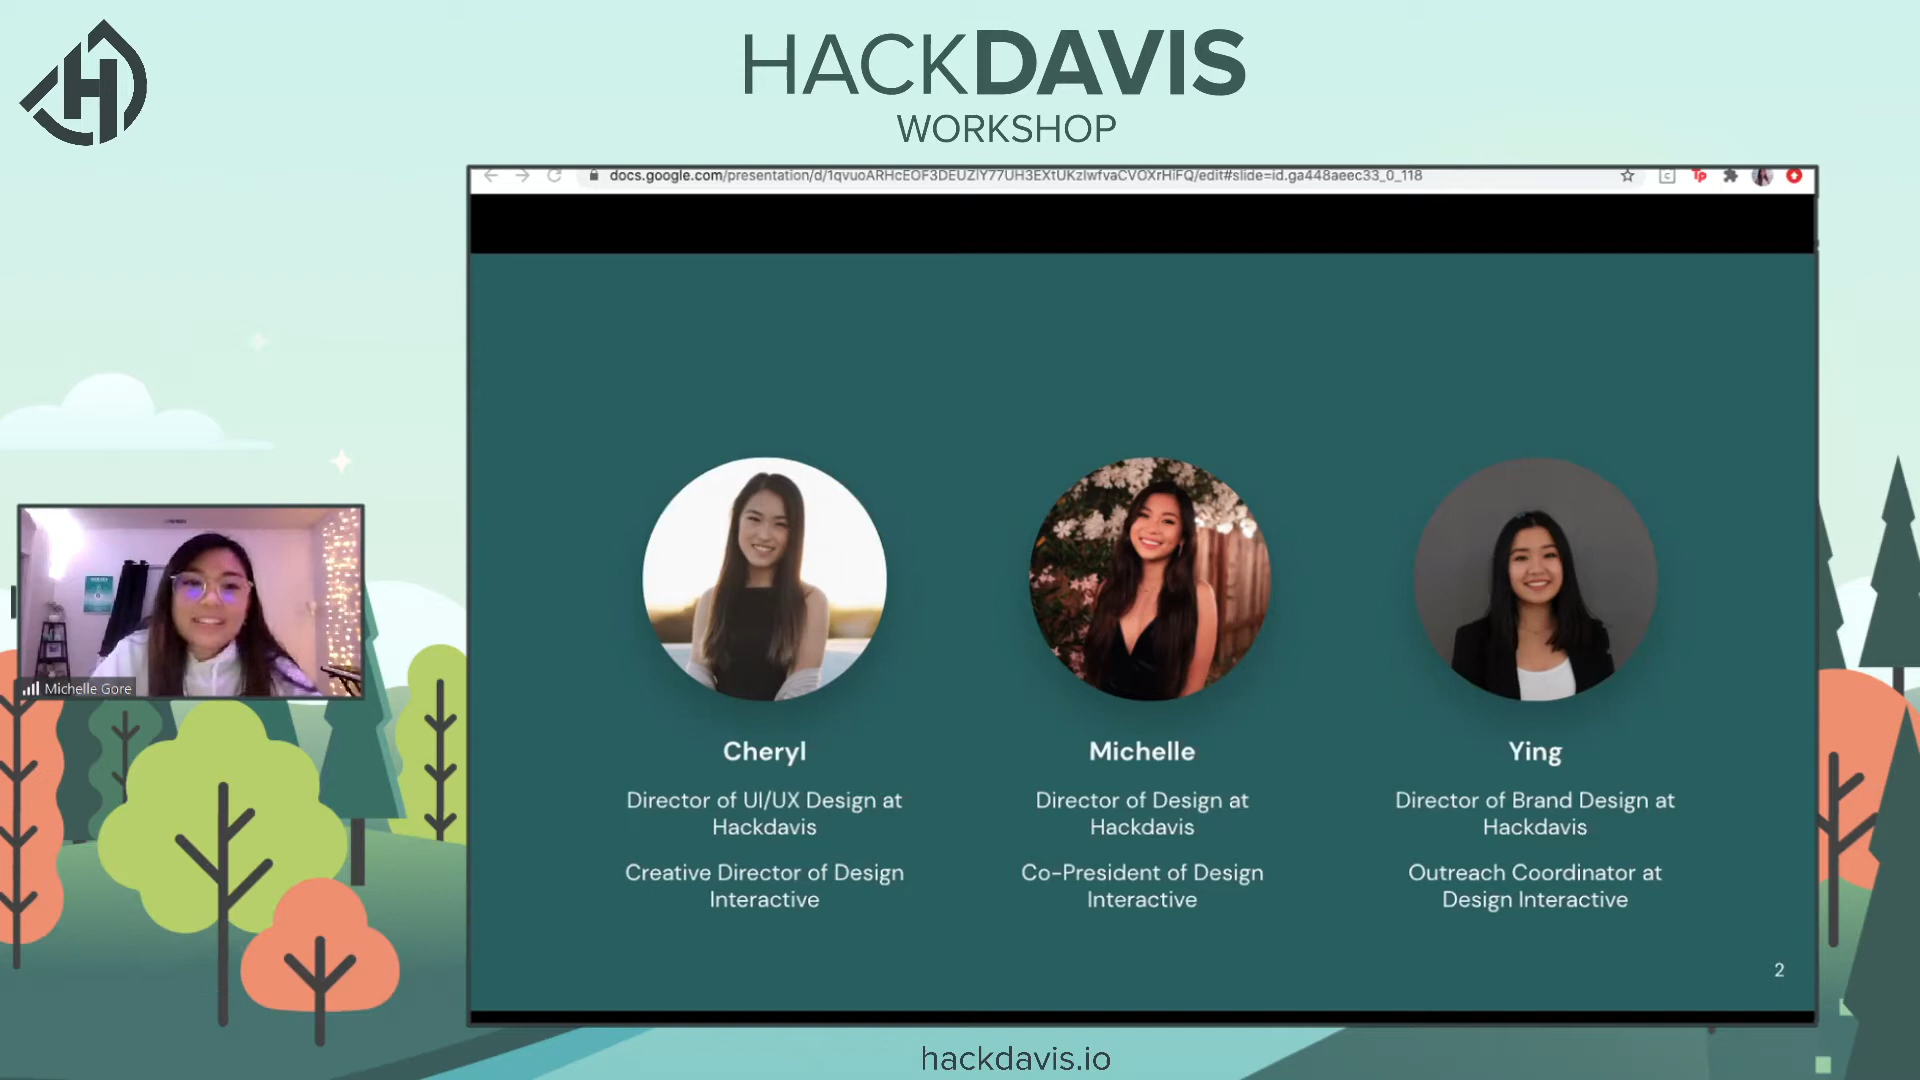 HACKDAVIS
WORKSHOP
docs.google.com/presentation/d/1qvuoARHcEOF3DEUZlY77UH3EXtUKzlwfvaCVOXrHiFQ/edit#slide=id.ga448aeec33_0_118
Tp
Michelle Gore
Cheryl
Director of UI/UX Design at
Hackdavis
Creative Director of Design
Interactive
Michelle
Director of Design at
Hackdavis
Co-President of Design
Interactive
Ying
Director of Brand Design at
Hackdavis
Outreach Coordinator at
Design Interactive
2
hackdavis.io